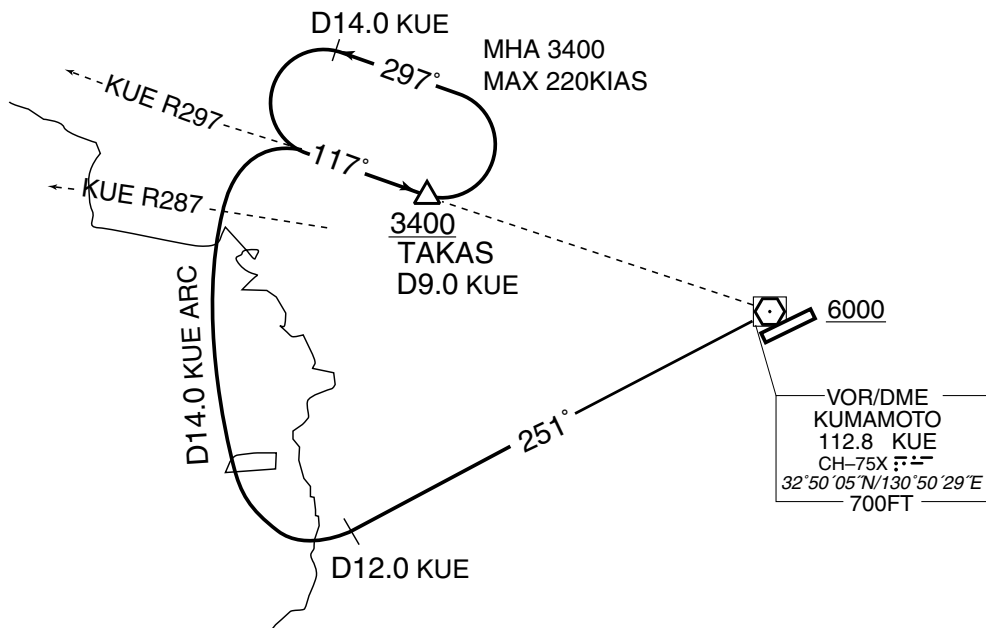 D14.0 KUE
MHA 3400
MAX 220KIAS
297°
KUE R297
117°
KUE R287
3400
TAKAS
D9.0 KUE
6000
D14.0 KUE ARC
251°
D12.0 KUE
VOR/DME
KUMAMOTO
112.8 KUE
CH–75X
32°50´05˝N/130°50´29˝E
700FT